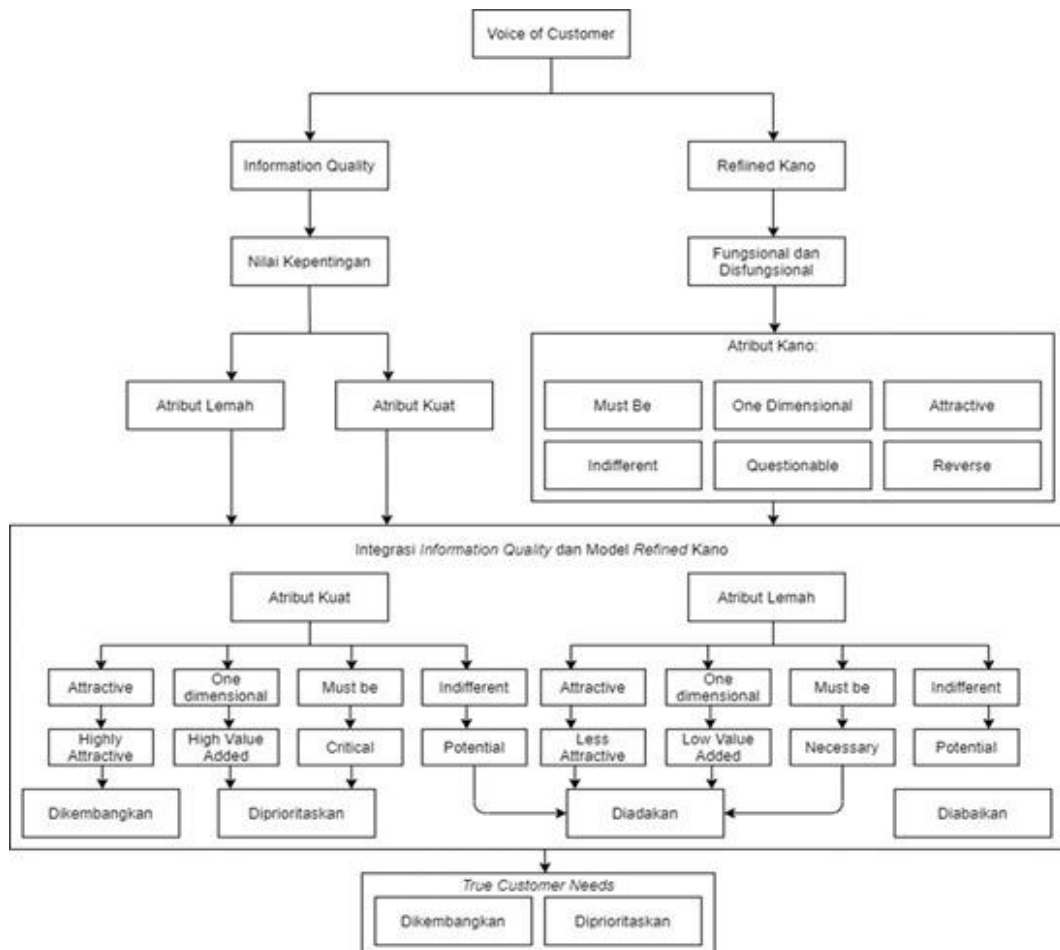 Voice of Customer
Information Quality
Refiined Kano
Nilai Kepentingan
Fungsional dan
Disfungsional
Atribut Kano:
Atribut Lemah
Atribut Kuat
Must Be
One Dimensional
Attractive
Indifferent
Questionable
Reverse
Integrasi Information Quality dan Model Refined Kano
Atribut Kuat
Atribut Lemah
Attractive
One
dimensional
Must be
Indifferent
Attractive
One
dimensional
Must be
Indifferent
Highly
Attractive
High Value
Added
Critical
Potential
Less
Attractive
Low Value
Added
Necessary
Potential
Dikembangkan
Diprioritaskan
Diadakan
Diabaikan
True Customer Needs
Dikembangkan
Diprioritaskan